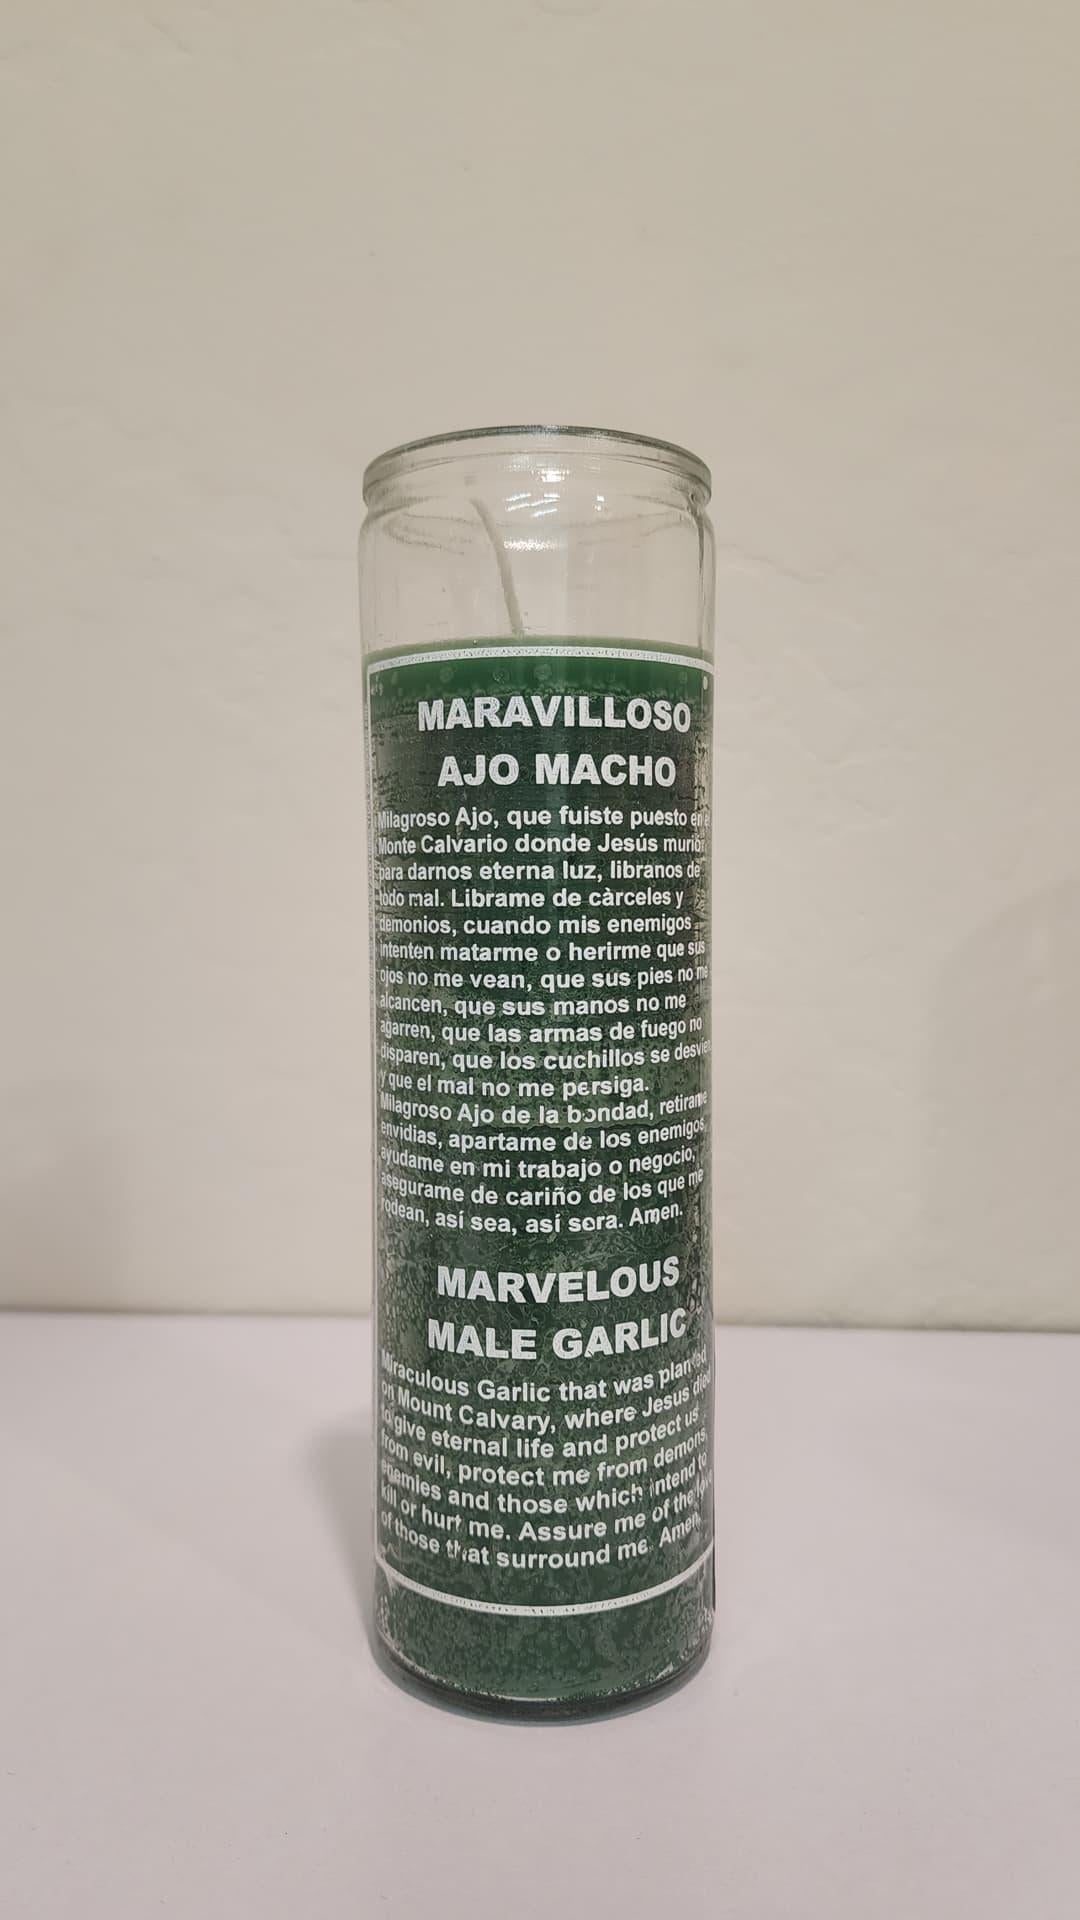 MARAVILLOSO
AJO MACHO
Milagroso Ajo, que fuiste puesto en
Monte Calvario donde Jesús murio
para darnos eterna luz, libranos de
todo mal. Librame de càrceles y
demonios, cuando mis enemigos
intenten matarme o herirme que sus
ojos no me vean, que sus pies no me
alcancen, que sus manos no me
agarren, que las armas de fuego no
disparen, que los cuchillos se desvien
y que el mal no me persiga.
Milagroso Ajo de la bondad, retirame
envidias, apartame de los enemigos,
ayudame en mi trabajo o negocio,
asegurame de cariño de los que me
rodean, así sea, así sera. Amen.
MARVELOUS
MALE GARLIC
Miraculous Garlic that was planted
on Mount Calvary, where Jesus died
to give eternal life and protect us
from evil, protect me from demons,
enemies and those which intend to
kill or hurt me. Assure me of the
of those that surround me. Amen.